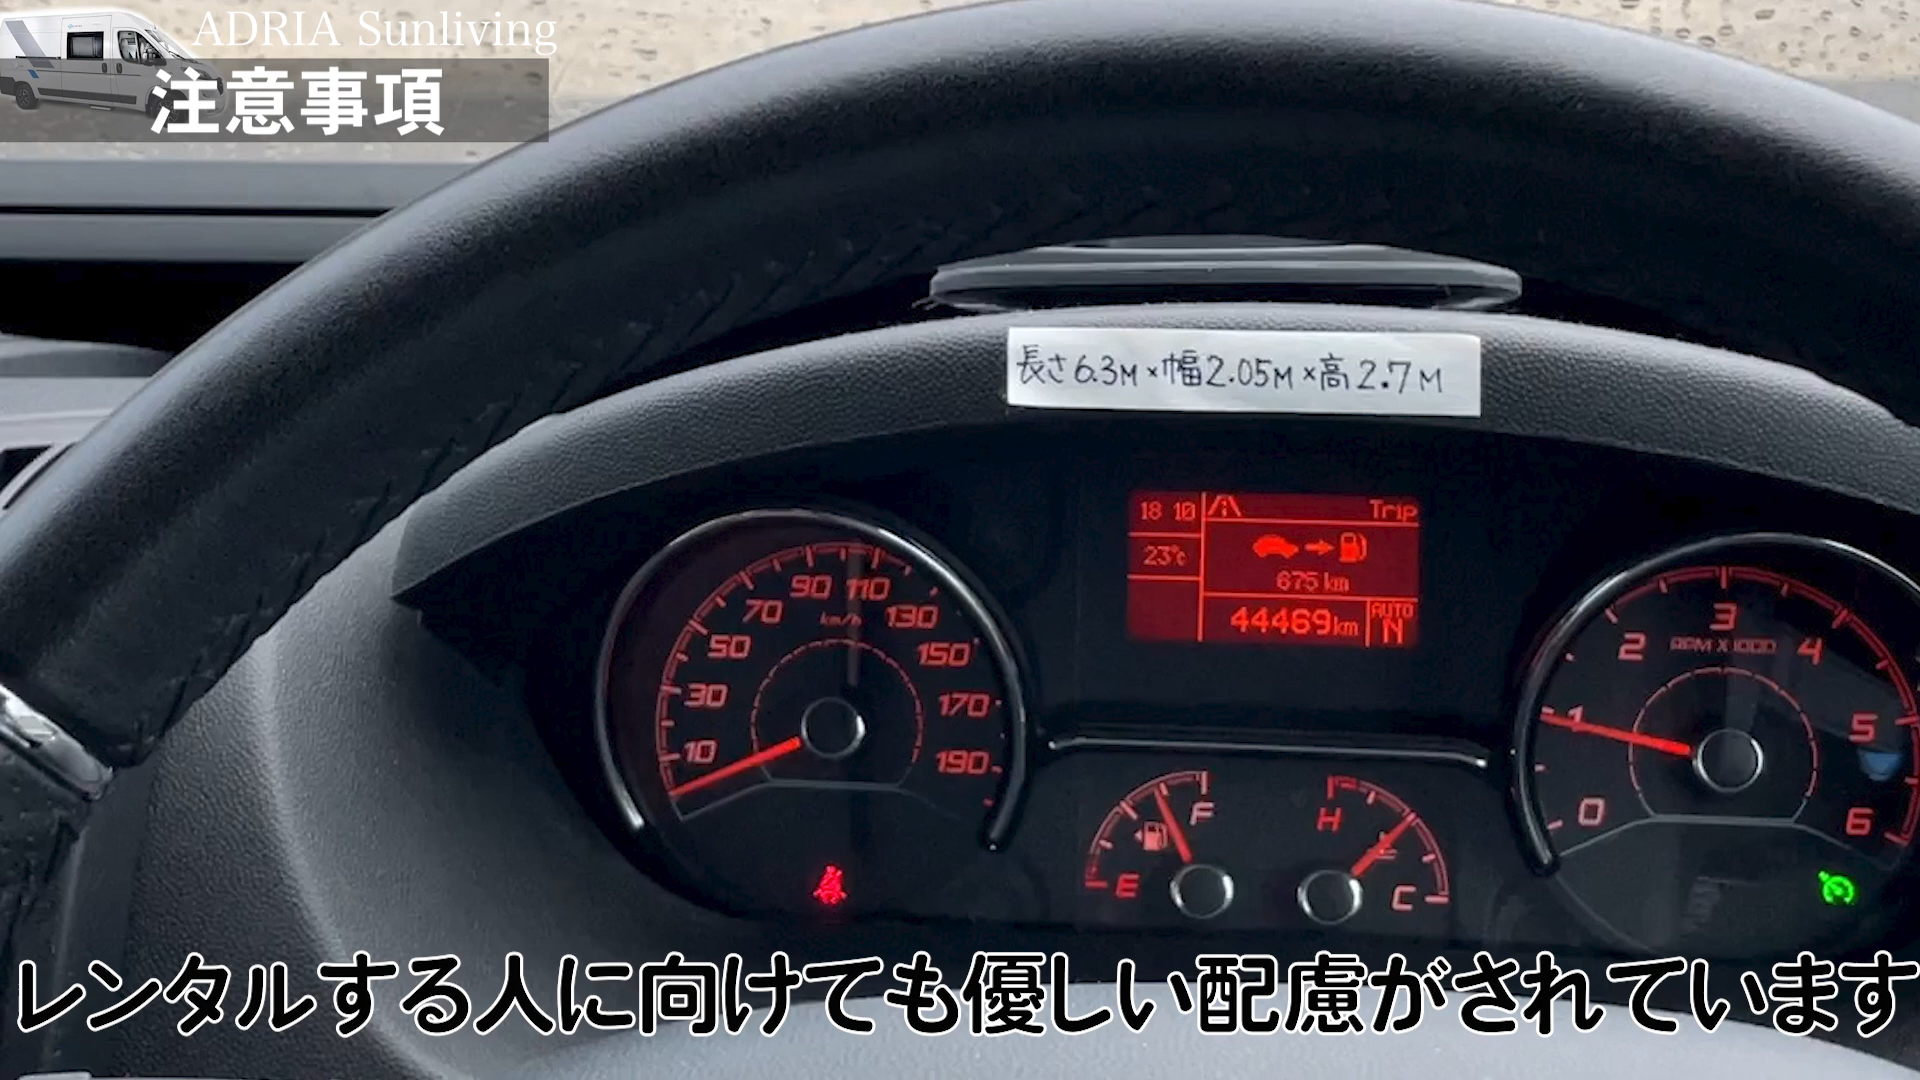 ADRIA Sunliving
注意事項
長さ6.3M×幅2.05M×高2.7M
18 10
Trip
23℃
675 km
44469km
AUTO
N
10
30
50
70
90
110
130
150
170
190
km/h
0
1
2
3
4
5
6
RPM X 1000
E
F
H
C
レンタルする人に向けても優しい配慮がされています